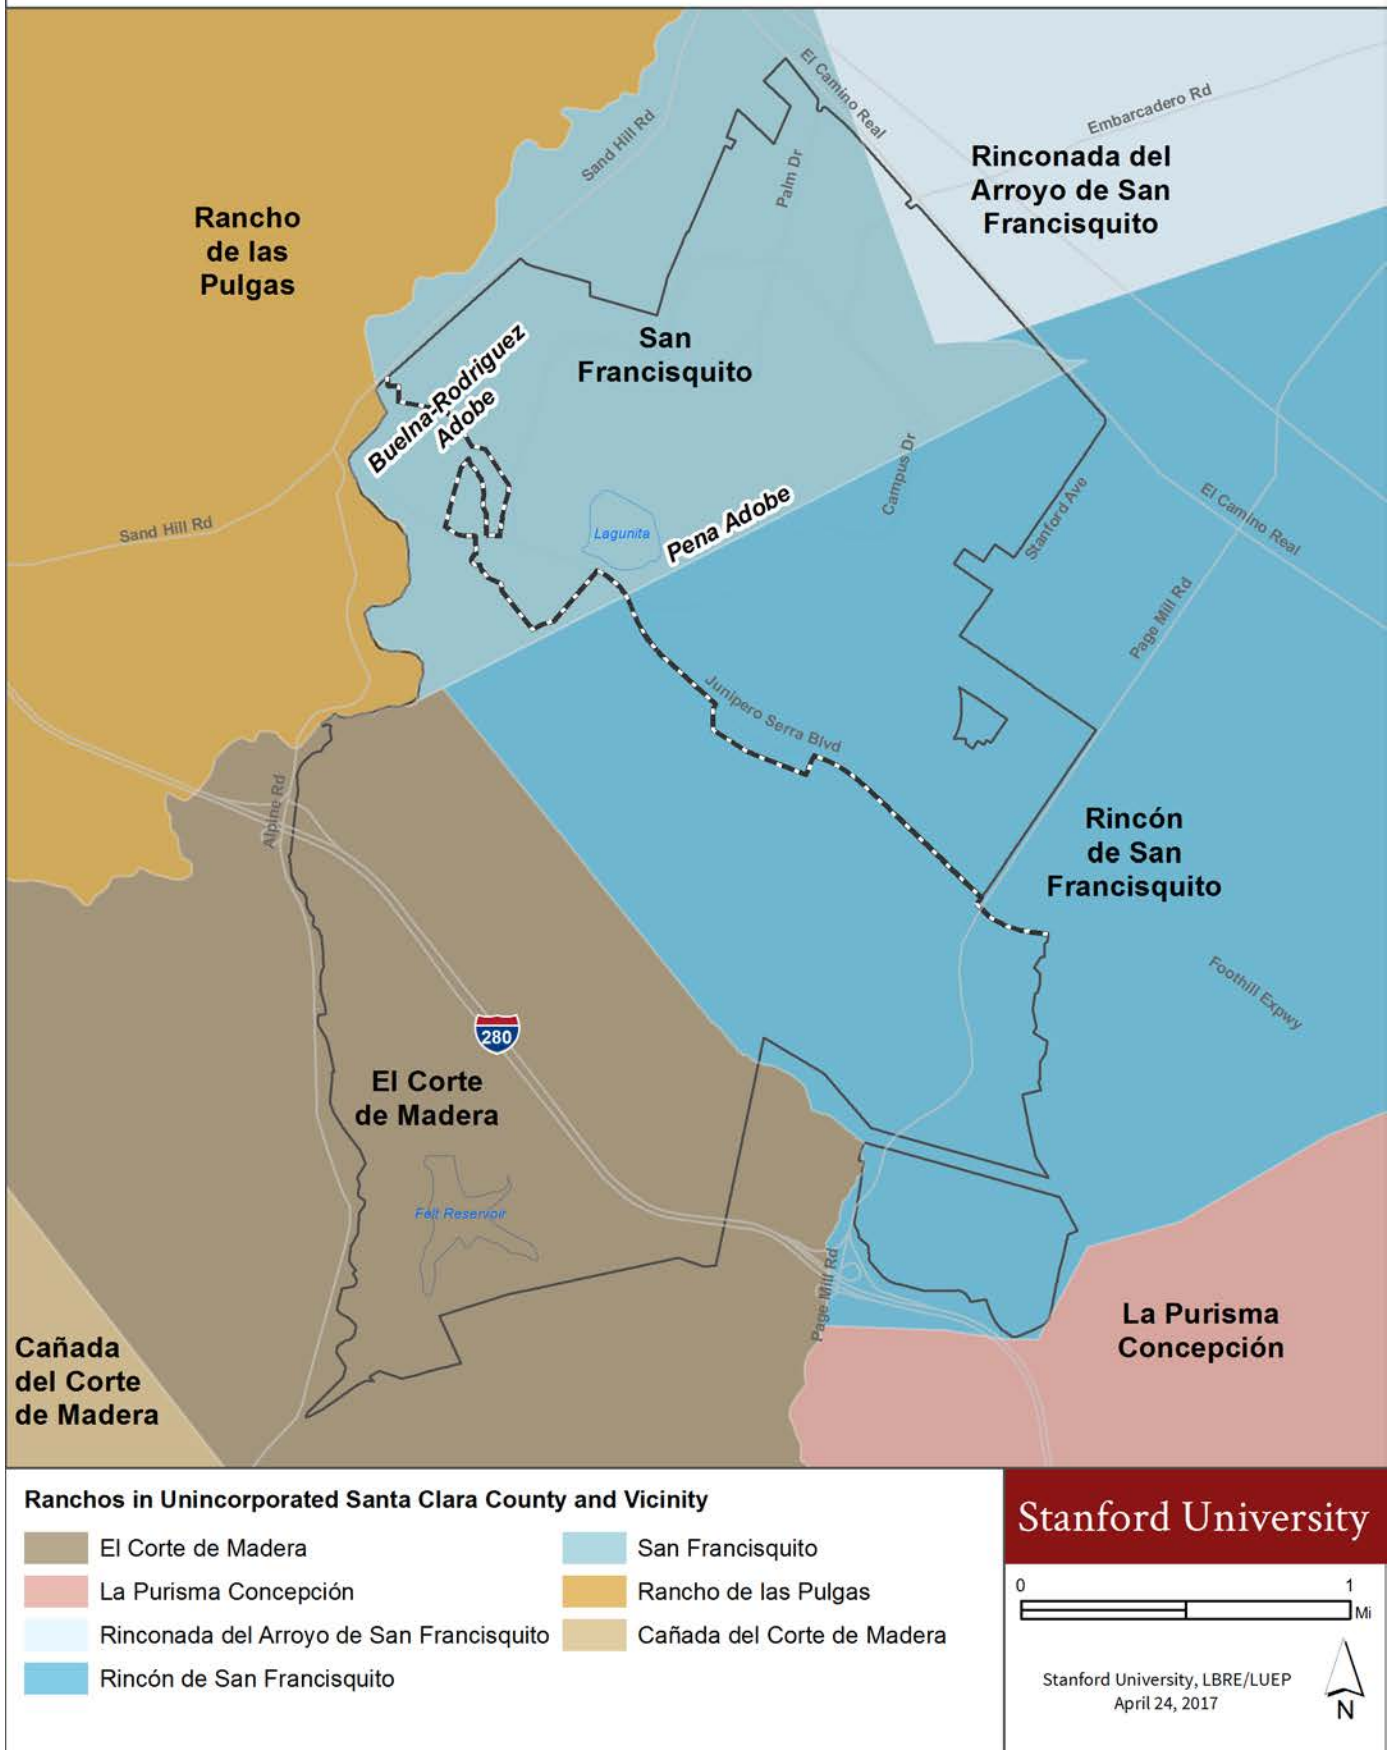 El Camino Real
Embarcadero Rd
Sand Hill Rd
Palm Dr
Rinconada del
Arroyo de San
Francisquito
Rancho
de las
Pulgas
San
Francisquito
Buelna-Rodriguez
Adobe
Campus Dr
Stanford Ave
El Camino Real
Sand Hill Rd
Lagunita
Pena Adobe
Page Mill Rd
Junipero Serra Blvd
Alpine Rd
Rincón
de San
Francisquito
Foothill Expwy
280
El Corte
de Madera
Felt Reservoir
Page Mill Rd
La Purisma
Concepción
Cañada
del Corte
de Madera
Ranchos in Unincorporated Santa Clara County and Vicinity
El Corte de Madera
La Purisma Concepción
Rinconada del Arroyo de San Francisquito
Rincón de San Francisquito
San Francisquito
Rancho de las Pulgas
Cañada del Corte de Madera
Stanford University
0 1
Mi
Stanford University, LBRE/LUEP
April 24, 2017
N